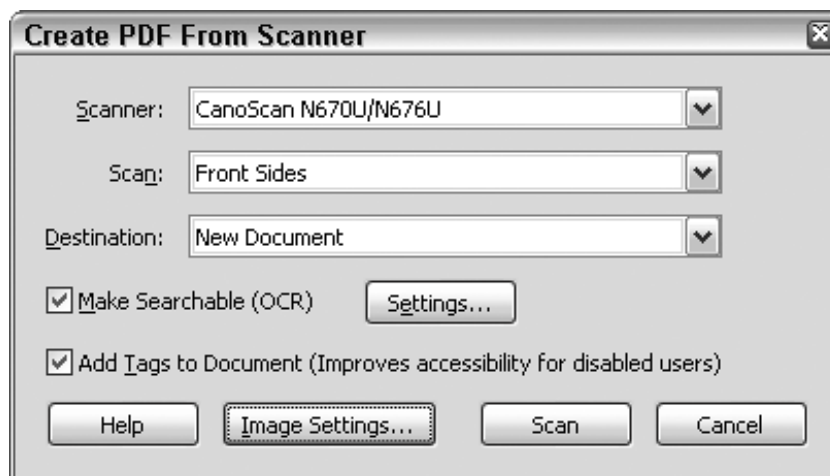 Create PDF From Scanner
Scanner: CanoScan N670U/N676U
Scan: Front Sides
Destination: New Document
Make Searchable (OCR) Settings...
Add Tags to Document (Improves accessibility for disabled users)
Help Image Settings... Scan Cancel